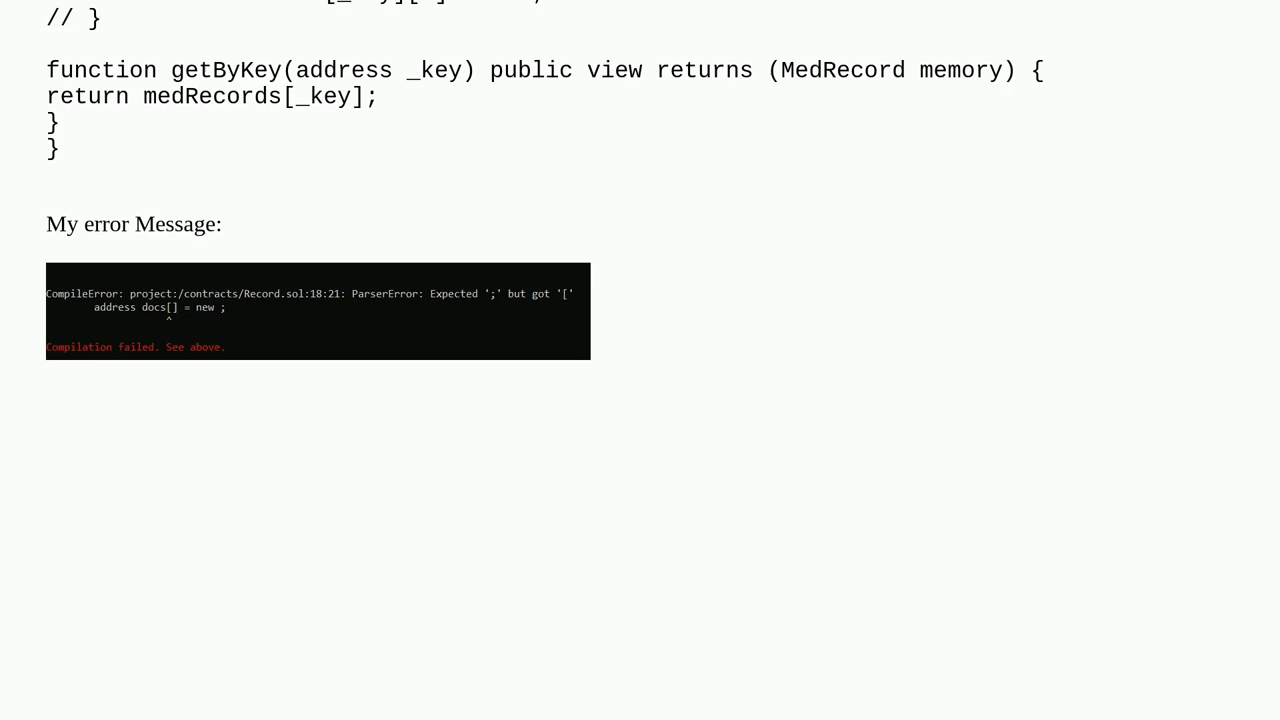 // }
function getByKey(address _key) public view returns (MedRecord memory) {
return medRecords[_key];
}
}
My error Message:
CompileError: project:/contracts/Record.sol:18:21: ParserError: Expected ';' but got '['
address docs[] = new ;
^
Compilation failed. See above.